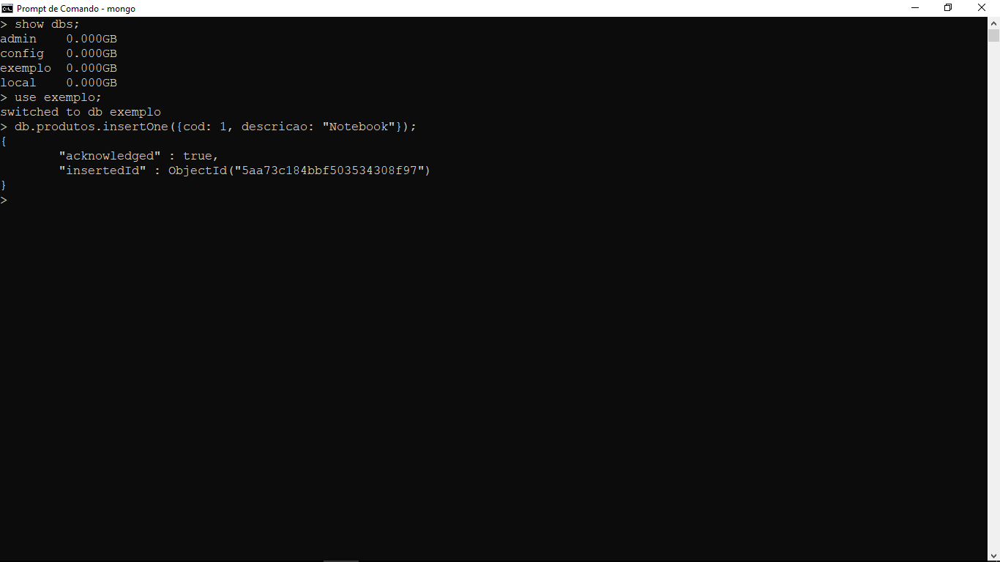 Prompt de Comando - mongo
> show dbs;
admin    0.000GB
config   0.000GB
exemplo  0.000GB
local    0.000GB
> use exemplo;
switched to db exemplo
> db.produtos.insertOne({cod: 1, descricao: "Notebook"});
{
        "acknowledged" : true,
        "insertedId" : ObjectId("5aa73c184bbf503534308f97")
}
>